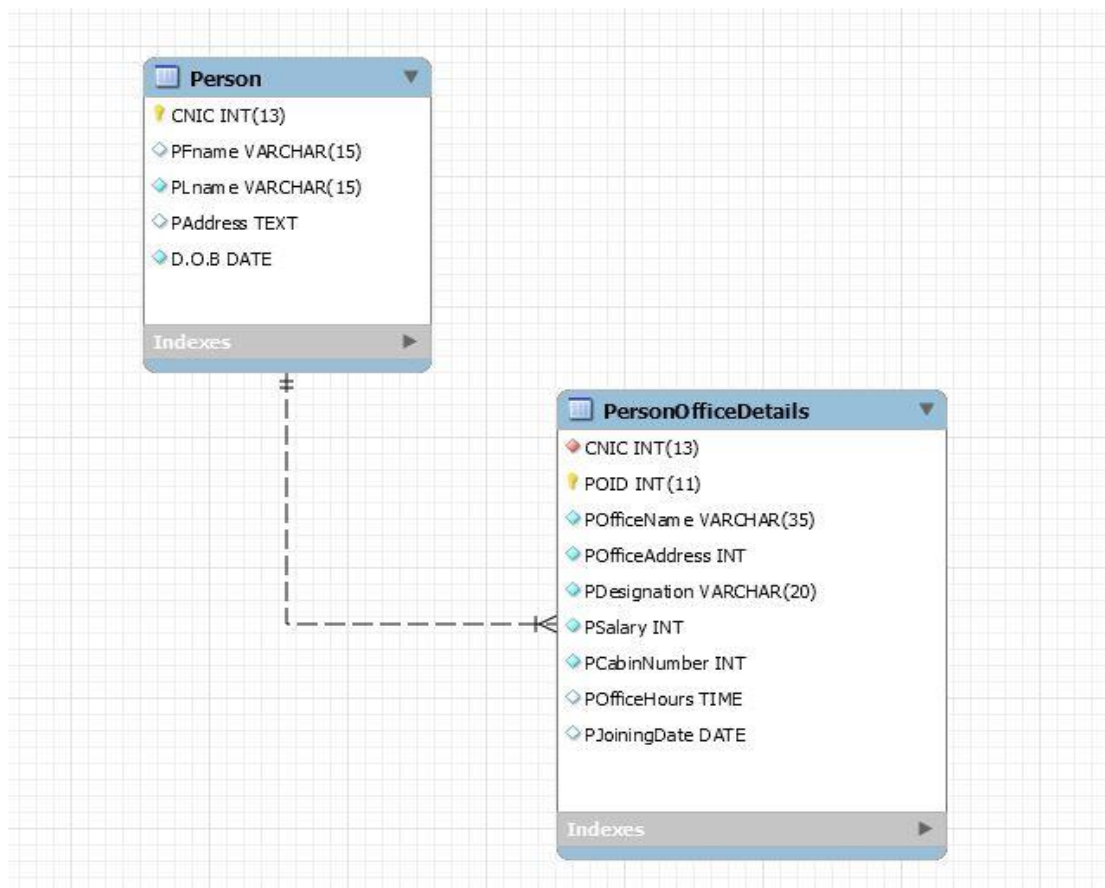 Person
CNIC INT(13)
PFname VARCHAR(15)
PLname VARCHAR(15)
PAddress TEXT
D.O.B DATE
Indexes
PersonOfficeDetails
CNIC INT(13)
POID INT(11)
POfficeName VARCHAR(35)
POfficeAddress INT
PDesignation VARCHAR(20)
PSalary INT
PCabinNumber INT
POfficeHours TIME
PJoiningDate DATE
Indexes